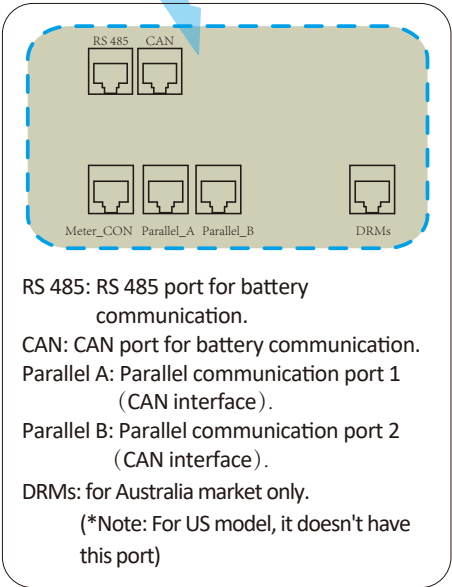 RS 485 CAN
Meter_CON Parallel_A Parallel_B DRMs
RS 485: RS 485 port for battery
communication.
CAN: CAN port for battery communication.
Parallel A: Parallel communication port 1
（CAN interface）.
Parallel B: Parallel communication port 2
（CAN interface）.
DRMs: for Australia market only.
(*Note: For US model, it doesn't have
this port)